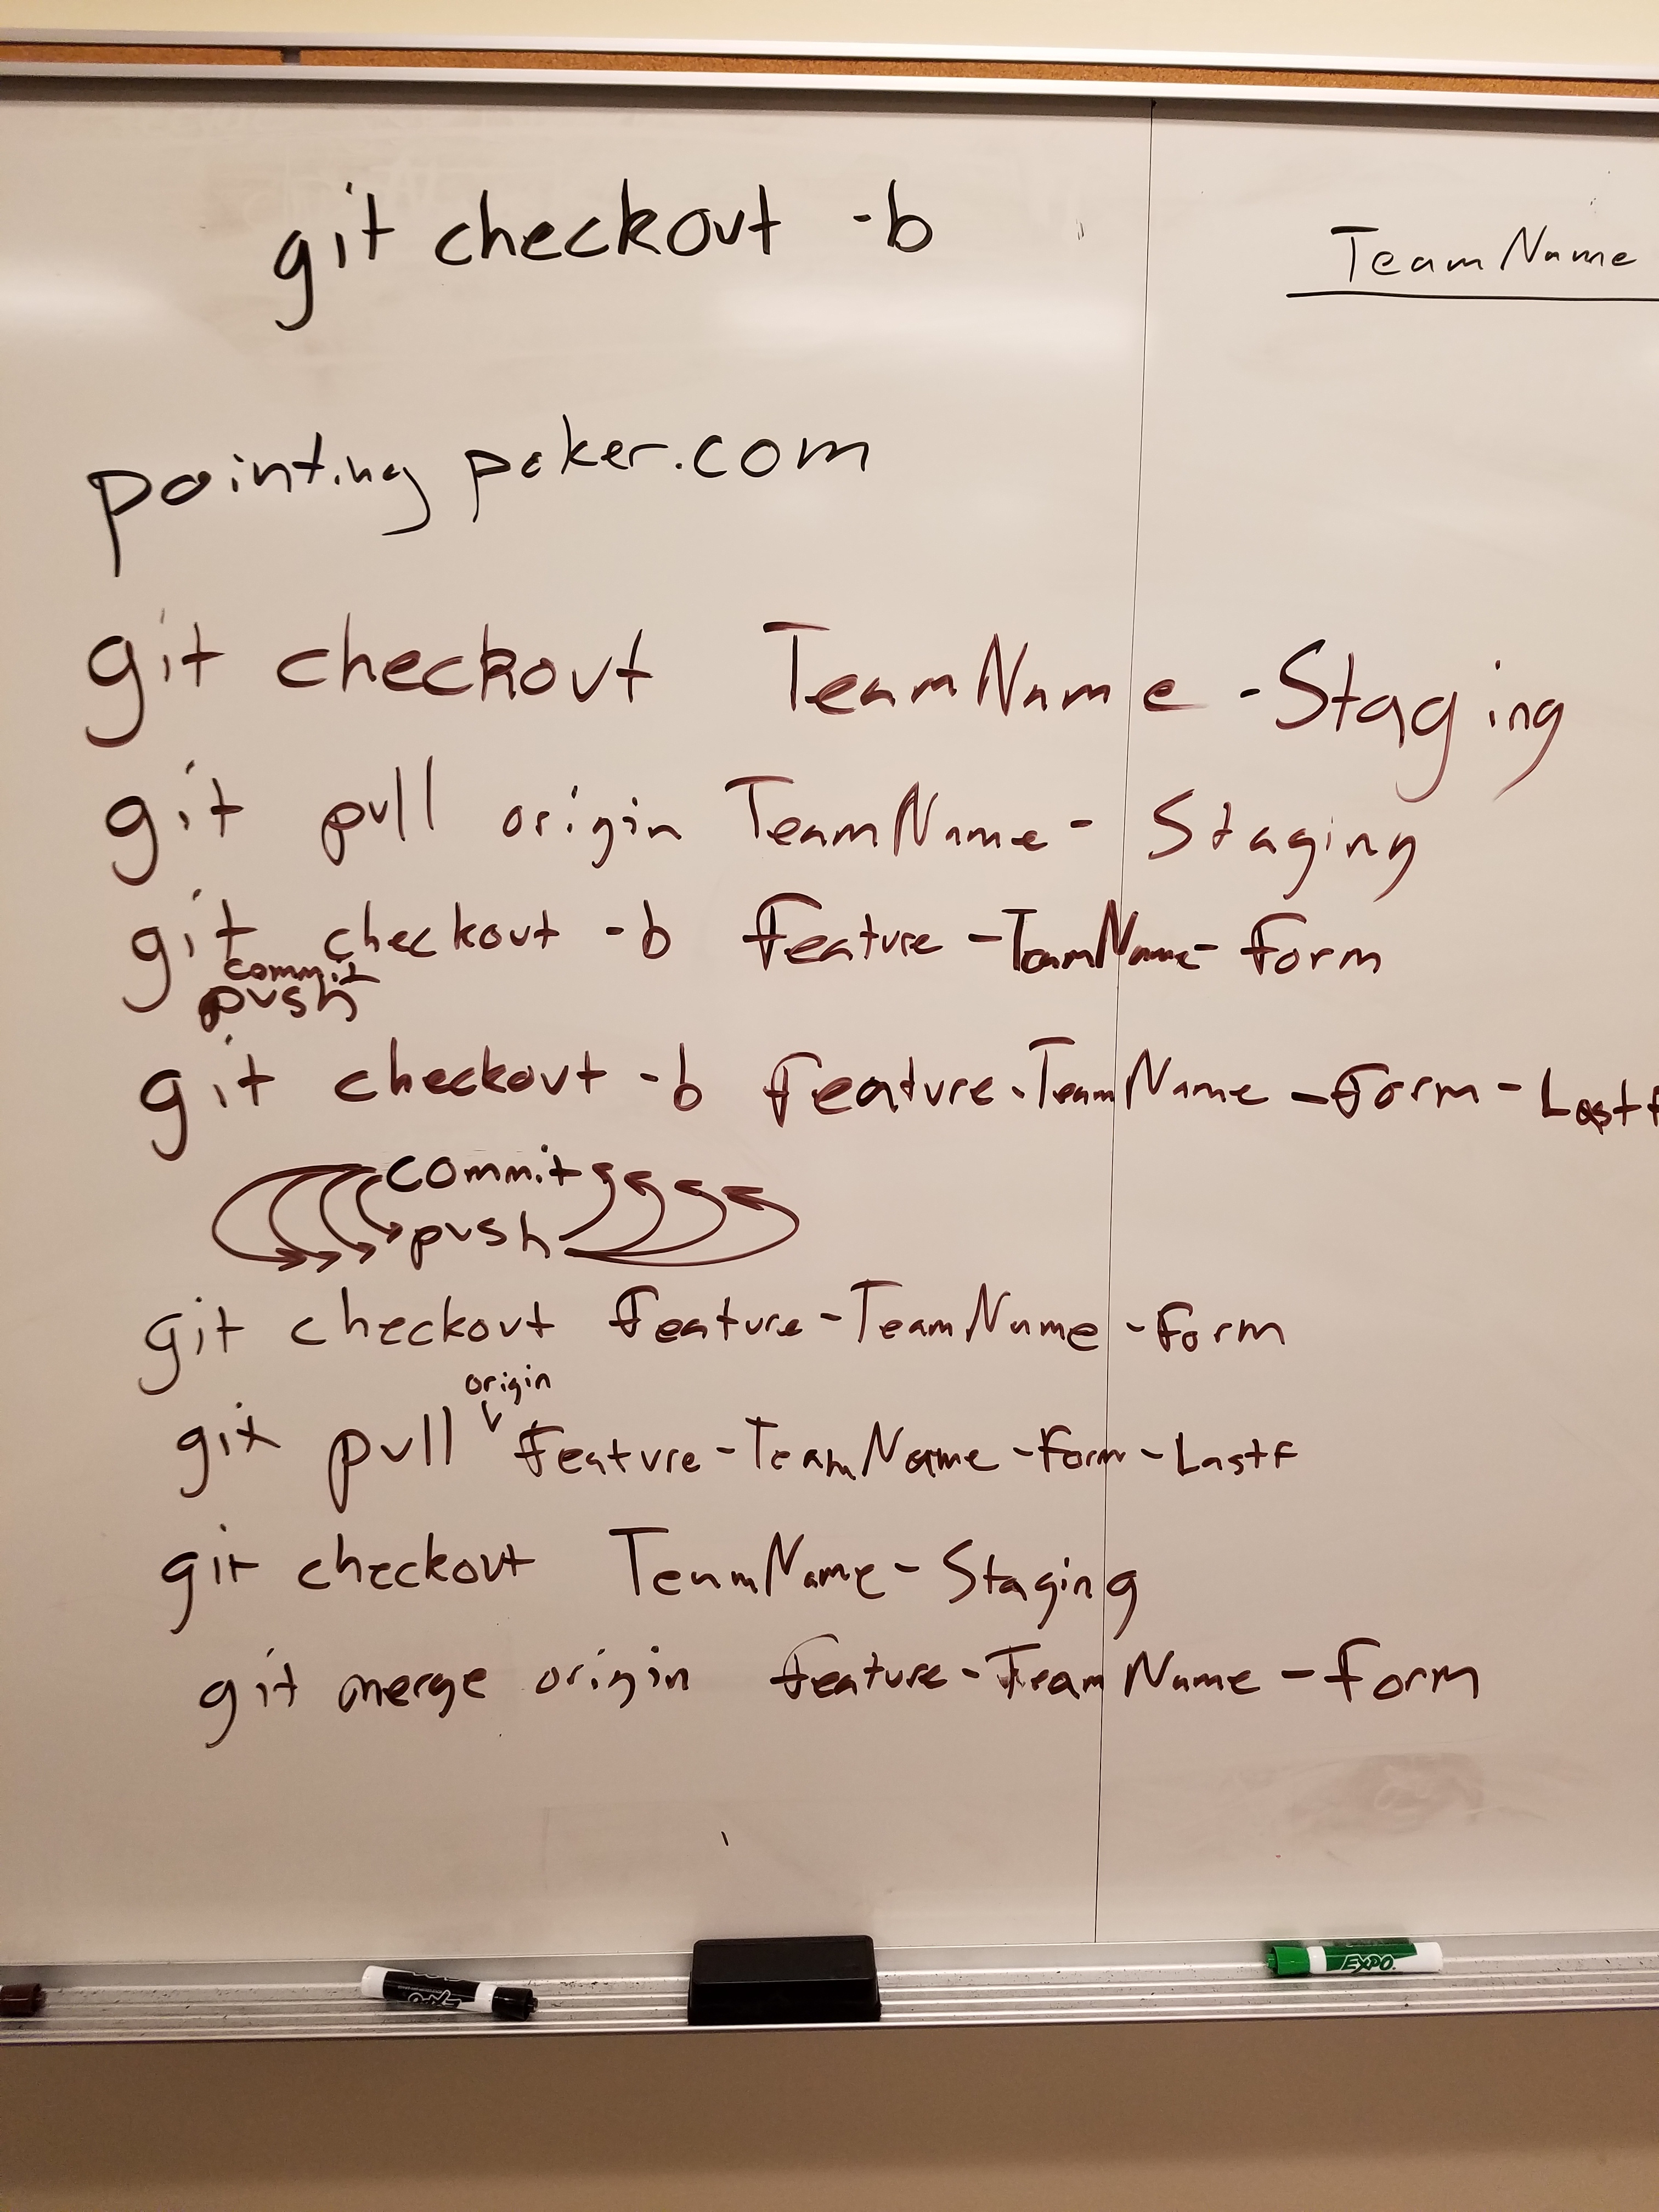 git checkout -b
TeamName
pointing poker.com
git checkout TeamName-Staging
git pull origin TeamName-Staging
git checkout -b feature-TeamName-form
commit
push
git checkout -b feature-TeamName-form-Lastf
commit
push
git checkout feature-TeamName-form
origin
git pull feature-TeamName-form-Lastf
git checkout TeamName-Staging
git merge origin feature-TeamName-form
EXPO
EXPO